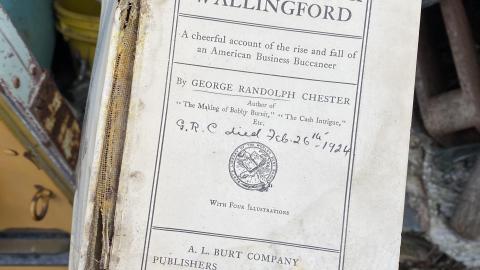 WALLINGFORD
A cheerful account of the rise and fall of
an American Business Buccaneer
By GEORGE RANDOLPH CHESTER
Author of
"The Making of Bobby Burnit," "The Cash Intrigue,"
Etc.
G.R.C died Feb. 26th - 1924
WITH FOUR ILLUSTRATIONS
A. L. BURT COMPANY
PUBLISHERS